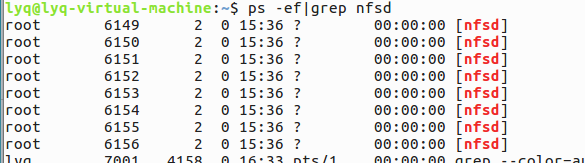 lyq@lyq-virtual-machine:~$ ps -ef|grep nfsd
root 6149 2 0 15:36 ? 00:00:00 [nfsd]
root 6150 2 0 15:36 ? 00:00:00 [nfsd]
root 6151 2 0 15:36 ? 00:00:00 [nfsd]
root 6152 2 0 15:36 ? 00:00:00 [nfsd]
root 6153 2 0 15:36 ? 00:00:00 [nfsd]
root 6154 2 0 15:36 ? 00:00:00 [nfsd]
root 6155 2 0 15:36 ? 00:00:00 [nfsd]
root 6156 2 0 15:36 ? 00:00:00 [nfsd]
lyq 7001 4158 0 16:33 pts/1 00:00:00 grep --color=a